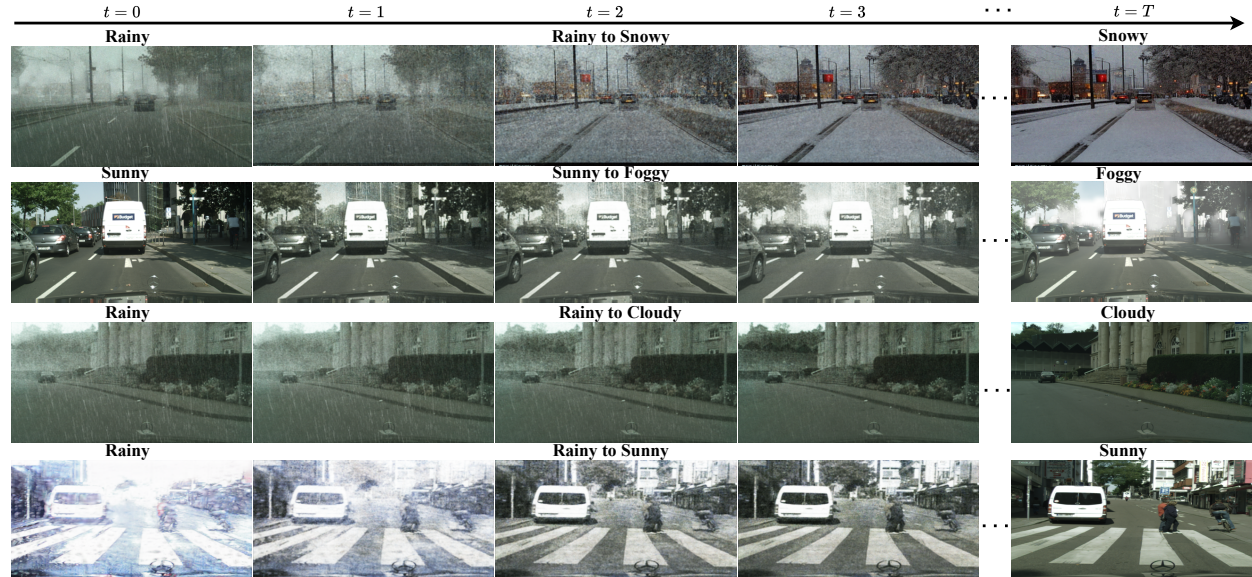 t = 0 t = 1 t = 2 t = 3 ··· t = T
Rainy Rainy to Snowy Snowy
···
Sunny Sunny to Foggy Foggy
Budget
···
Rainy Rainy to Cloudy Cloudy
···
Rainy Rainy to Sunny Sunny
···